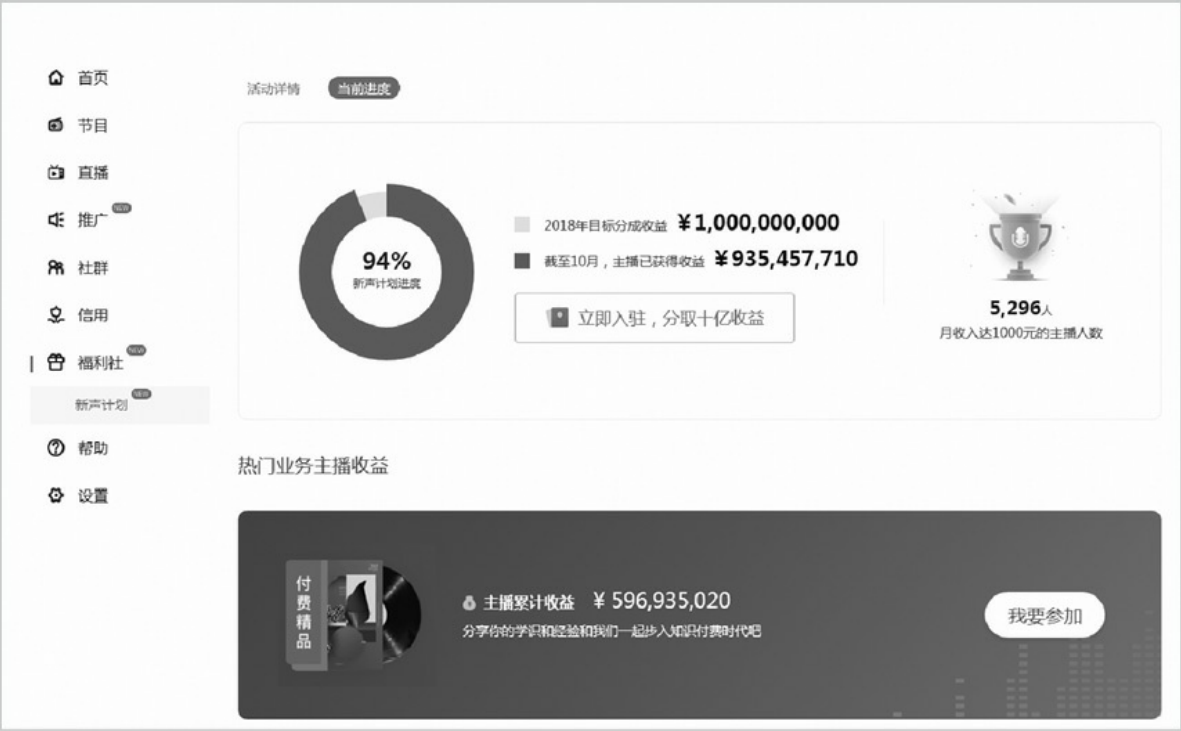 首页
节目
直播
推广 NEW
社群
信用
福利社 NEW
新声计划 NEW
帮助
设置
活动详情 当前进度
94%
新声计划进度
2018年目标分成收益 ¥1,000,000,000
截至10月，主播已获得收益 ¥935,457,710
立即入驻，分取十亿收益
5,296人
月收入达1000元的主播人数
热门业务主播收益
付费精品
主播累计收益 ¥ 596,935,020
分享你的学识和经验和我们一起步入知识付费时代吧
我要参加